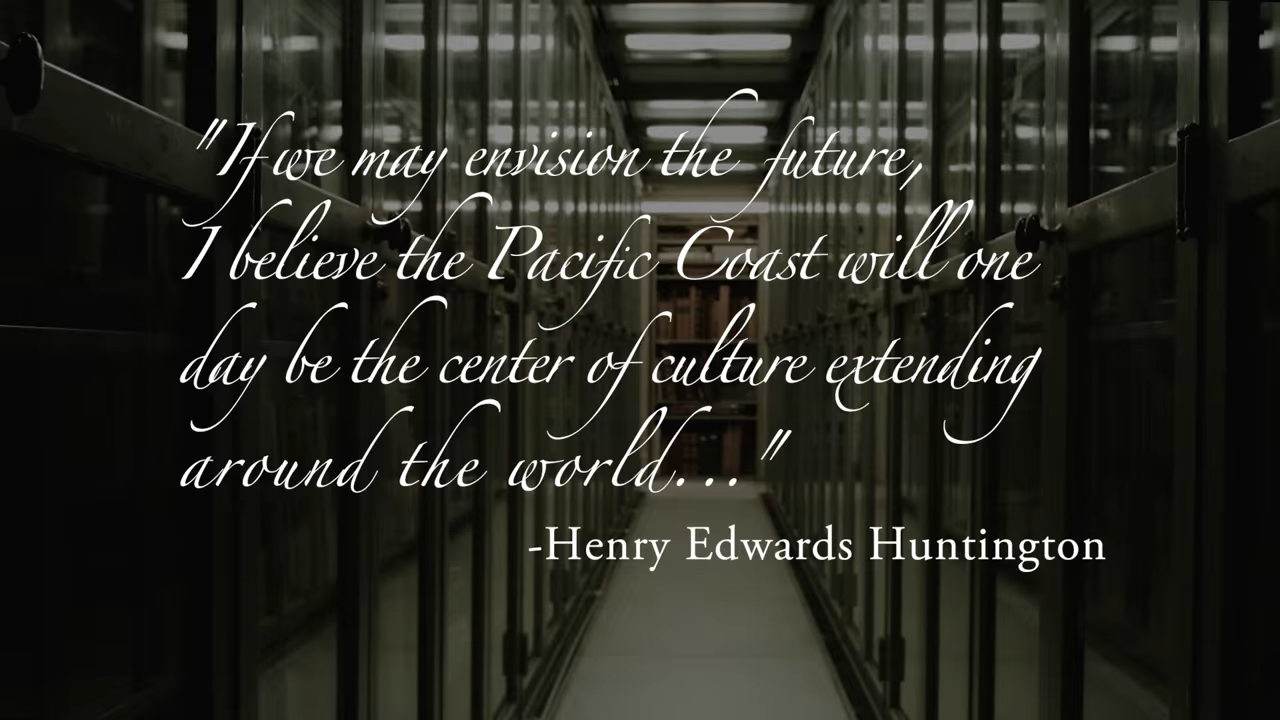 "If we may envision the future,
I believe the Pacific Coast will one
day be the center of culture extending
around the world..."
-Henry Edwards Huntington